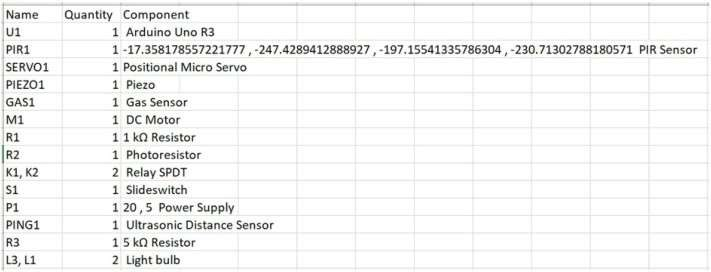 Name Quantity Component
U1 1 Arduino Uno R3
PIR1 1 -17.358178557221777 , -247.4289412888927 , -197.15541335786304 , -230.71302788180571 PIR Sensor
SERVO1 1 Positional Micro Servo
PIEZO1 1 Piezo
GAS1 1 Gas Sensor
M1 1 DC Motor
R1 1 1 kΩ Resistor
R2 1 Photoresistor
K1, K2 2 Relay SPDT
S1 1 Slideswitch
P1 1 20 , 5 Power Supply
PING1 1 Ultrasonic Distance Sensor
R3 1 5 kΩ Resistor
L3, L1 2 Light bulb